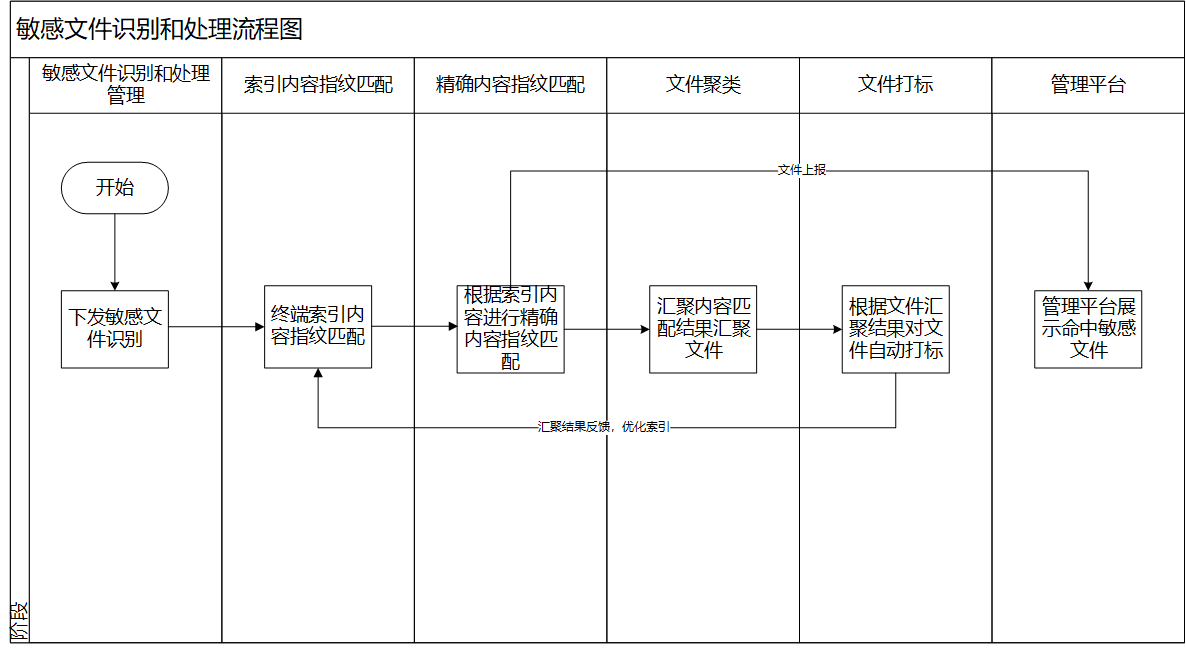 敏感文件识别和处理流程图
敏感文件识别和处理
管理
索引内容指纹匹配
精确内容指纹匹配
文件聚类
文件打标
管理平台
文件上报
开始
下发敏感文
件识别
终端索引内
容指纹匹配
根据索引内
容进行精确
内容指纹匹
配
汇聚内容匹
配结果汇聚
文件
根据文件汇
聚结果对文
件自动打标
管理平台展
示命中敏感
文件
汇聚结果反馈，优化索引
阶段